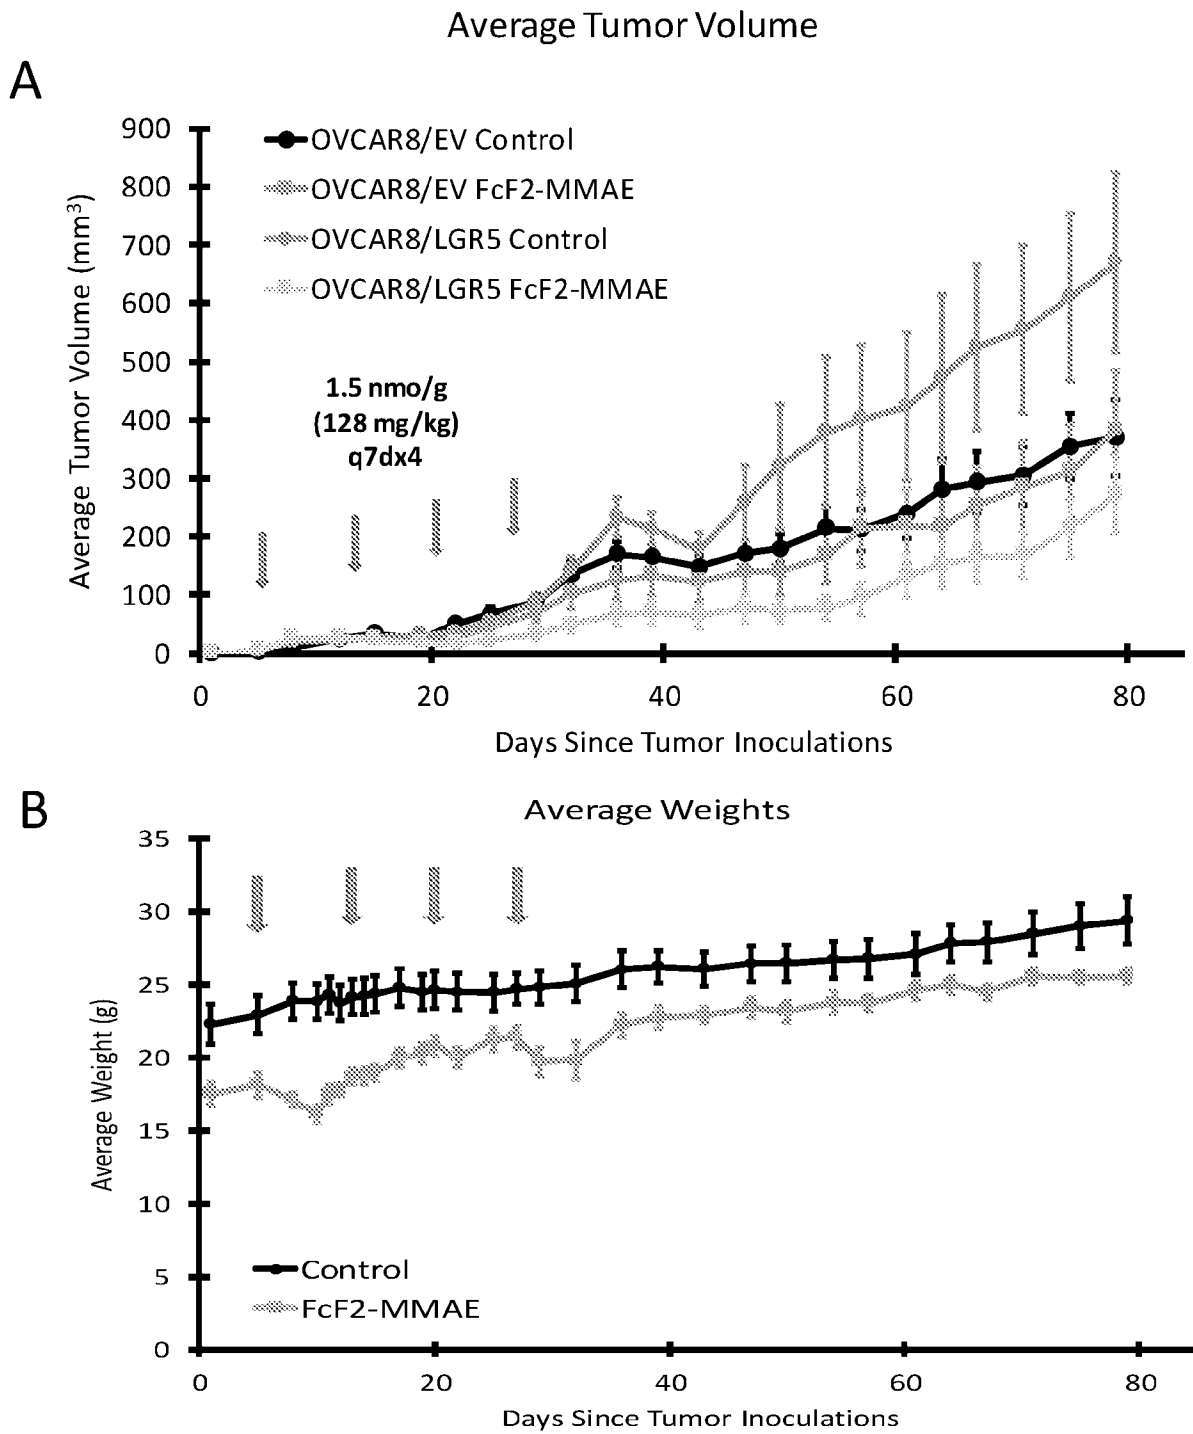 Average Tumor Volume
A
Average Tumor Volume (mm³)
900
800
700
600
500
400
300
200
100
0
OVCAR8/EV Control
OVCAR8/EV FcF2-MMAE
OVCAR8/LGR5 Control
OVCAR8/LGR5 FcF2-MMAE
1.5 nmo/g
(128 mg/kg)
q7dx4
0 20 40 60 80
Days Since Tumor Inoculations
B
Average Weights
Average Weight (g)
35
30
25
20
15
10
5
0
Control
FcF2-MMAE
0 20 40 60 80
Days Since Tumor Inoculations